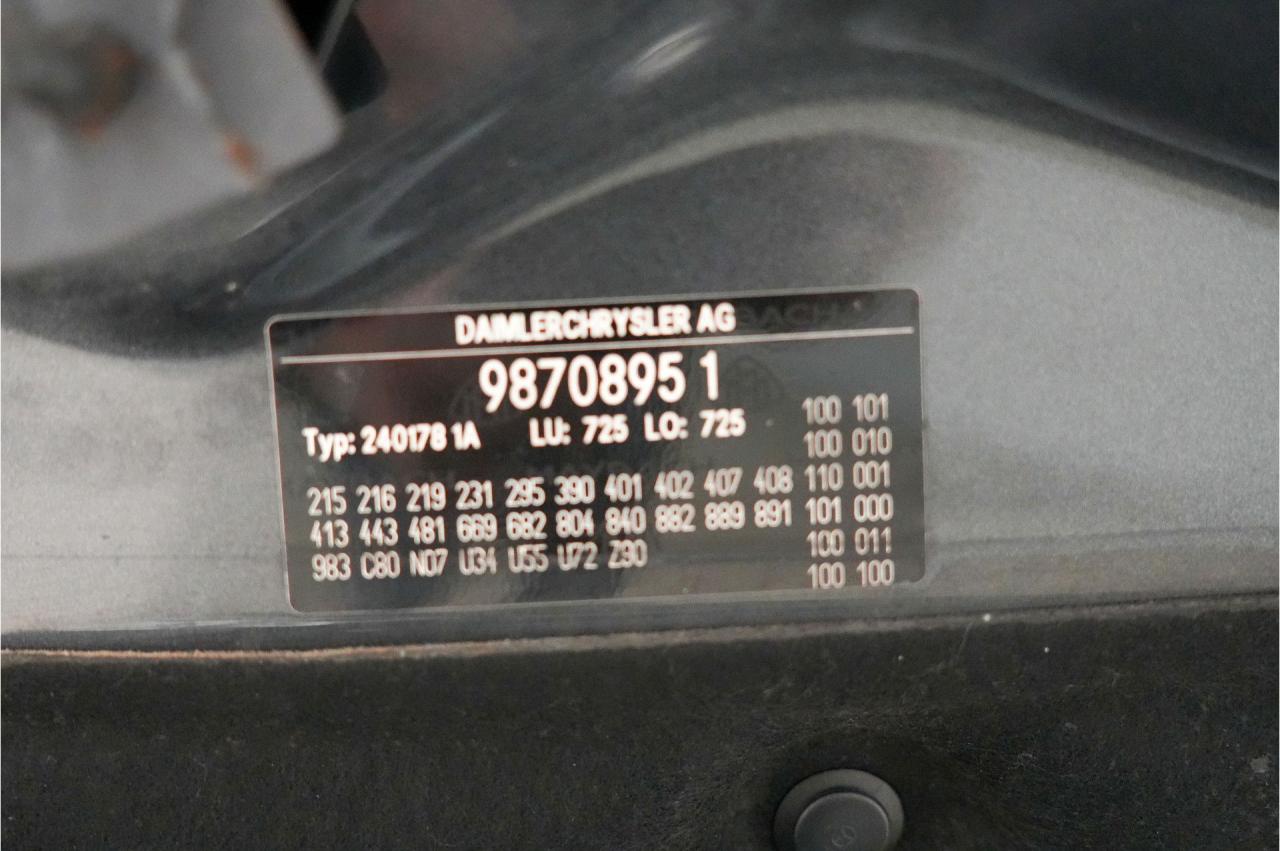 DAIMLERCHRYSLER AG
9870895 1
Typ: 240178 1A LU: 725 LO: 725
215 216 219 231 295 390 401 402 407 408
413 443 481 669 682 804 840 882 889 891
983 C80 N07 U34 U55 U72 Z90
100 101
100 010
110 001
101 000
100 011
100 100